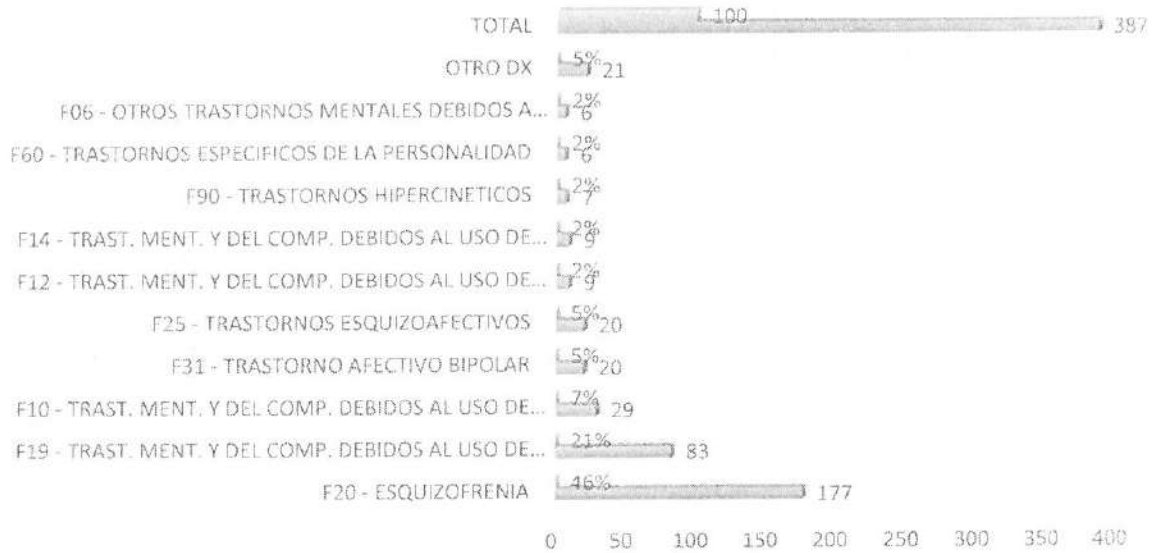 TOTAL 100 387
OTRO DX 5% 21
F06 - OTROS TRASTORNOS MENTALES DEBIDOS A... 2% 6
F60 - TRASTORNOS ESPECIFICOS DE LA PERSONALIDAD 2% 6
F90 - TRASTORNOS HIPERCINETICOS 2% 7
F14 - TRAST. MENT. Y DEL COMP. DEBIDOS AL USO DE... 2% 9
F12 - TRAST. MENT. Y DEL COMP. DEBIDOS AL USO DE... 2% 9
F25 - TRASTORNOS ESQUIZOAFECTIVOS 5% 20
F31 - TRASTORNO AFECTIVO BIPOLAR 5% 20
F10 - TRAST. MENT. Y DEL COMP. DEBIDOS AL USO DE... 7% 29
F19 - TRAST. MENT. Y DEL COMP. DEBIDOS AL USO DE... 21% 83
F20 - ESQUIZOFRENIA 46% 177
0 50 100 150 200 250 300 350 400